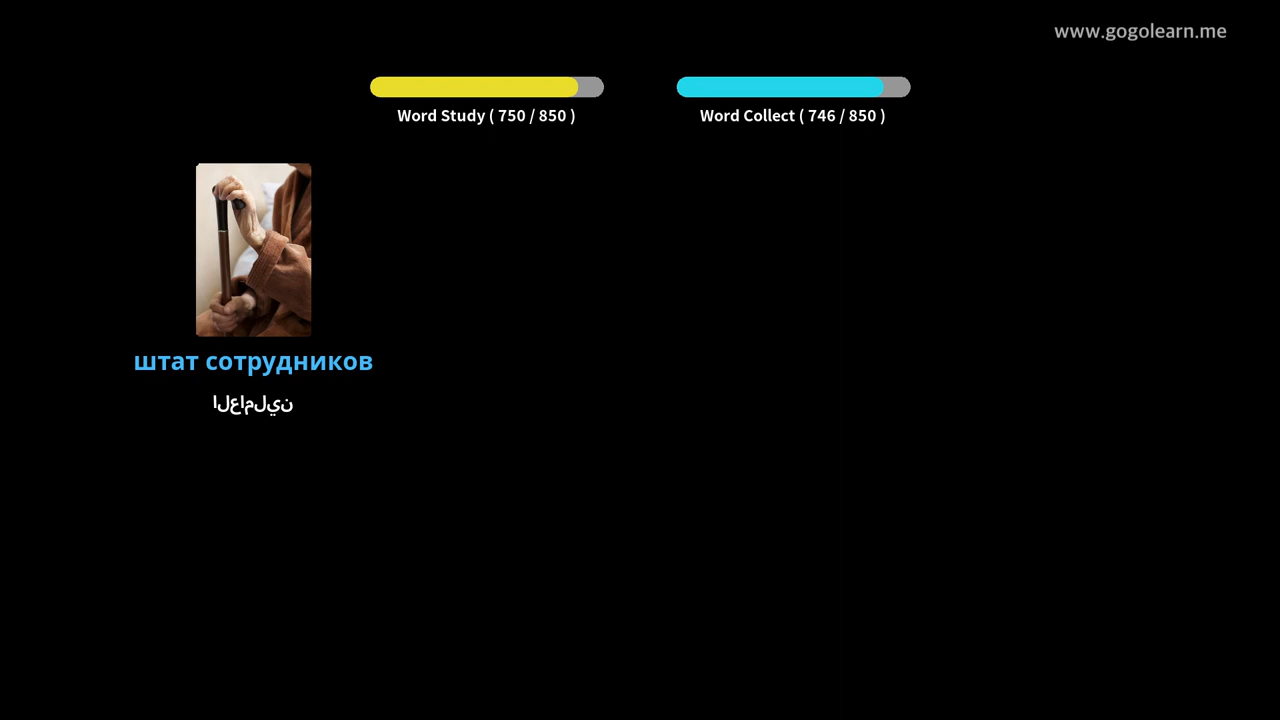 www.gogolearn.me
Word Study ( 750 / 850 )
Word Collect ( 746 / 850 )
штат сотрудников
العاملين